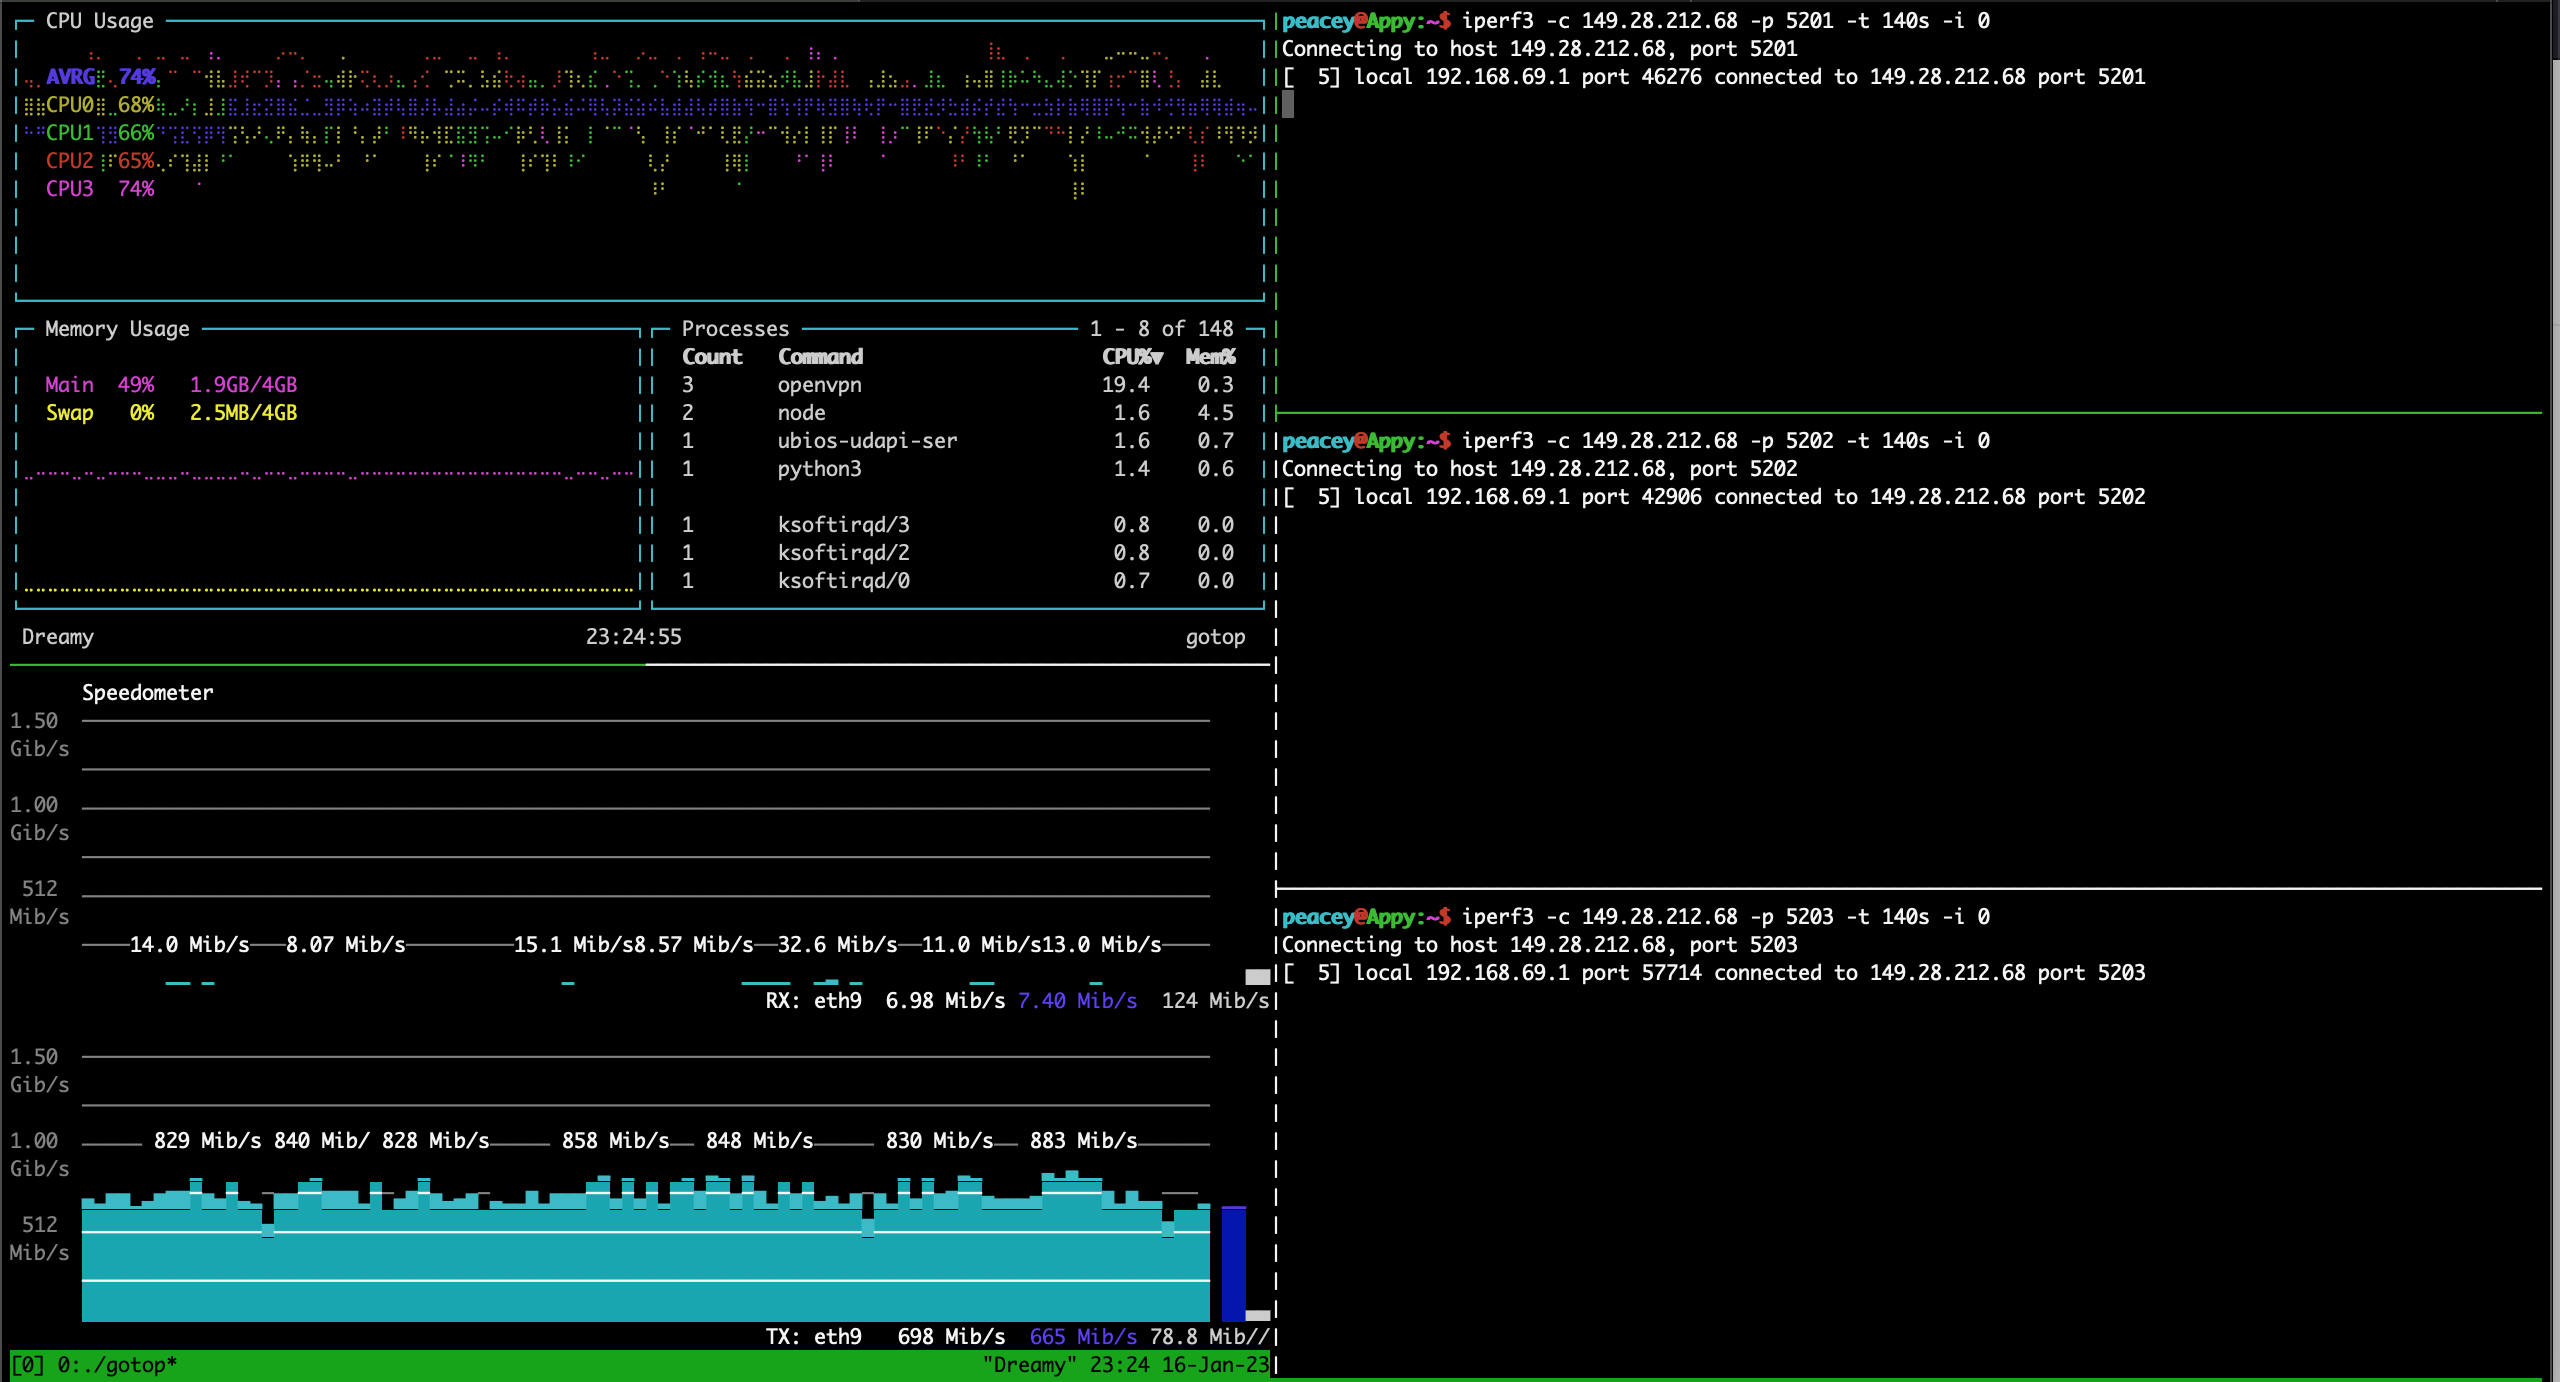 CPU Usage
AVRG 74%
CPU0 68%
CPU1 66%
CPU2 65%
CPU3 74%
Memory Usage
Main 49% 1.9GB/4GB
Swap 0% 2.5MB/4GB
Processes 1 - 8 of 148
Count Command CPU%▼ Mem%
3 openvpn 19.4 0.3
2 node 1.6 4.5
1 ubios-udapi-ser 1.6 0.7
1 python3 1.4 0.6
1 ksoftirqd/3 0.8 0.0
1 ksoftirqd/2 0.8 0.0
1 ksoftirqd/0 0.7 0.0
Dreamy 23:24:55 gotop
Speedometer
1.50
Gib/s
1.00
Gib/s
512
Mib/s
14.0 Mib/s 8.07 Mib/s 15.1 Mib/s8.57 Mib/s 32.6 Mib/s 11.0 Mib/s13.0 Mib/s
RX: eth9 6.98 Mib/s 7.40 Mib/s 124 Mib/s
1.50
Gib/s
1.00
Gib/s
829 Mib/s 840 Mib/ 828 Mib/s 858 Mib/s 848 Mib/s 830 Mib/s 883 Mib/s
512
Mib/s
TX: eth9 698 Mib/s 665 Mib/s 78.8 Mib//
[0] 0:./gotop* "Dreamy" 23:24 16-Jan-23
peacey@Appy:~$ iperf3 -c 149.28.212.68 -p 5201 -t 140s -i 0
Connecting to host 149.28.212.68, port 5201
[  5] local 192.168.69.1 port 46276 connected to 149.28.212.68 port 5201
peacey@Appy:~$ iperf3 -c 149.28.212.68 -p 5202 -t 140s -i 0
Connecting to host 149.28.212.68, port 5202
[  5] local 192.168.69.1 port 42906 connected to 149.28.212.68 port 5202
peacey@Appy:~$ iperf3 -c 149.28.212.68 -p 5203 -t 140s -i 0
Connecting to host 149.28.212.68, port 5203
[  5] local 192.168.69.1 port 57714 connected to 149.28.212.68 port 5203